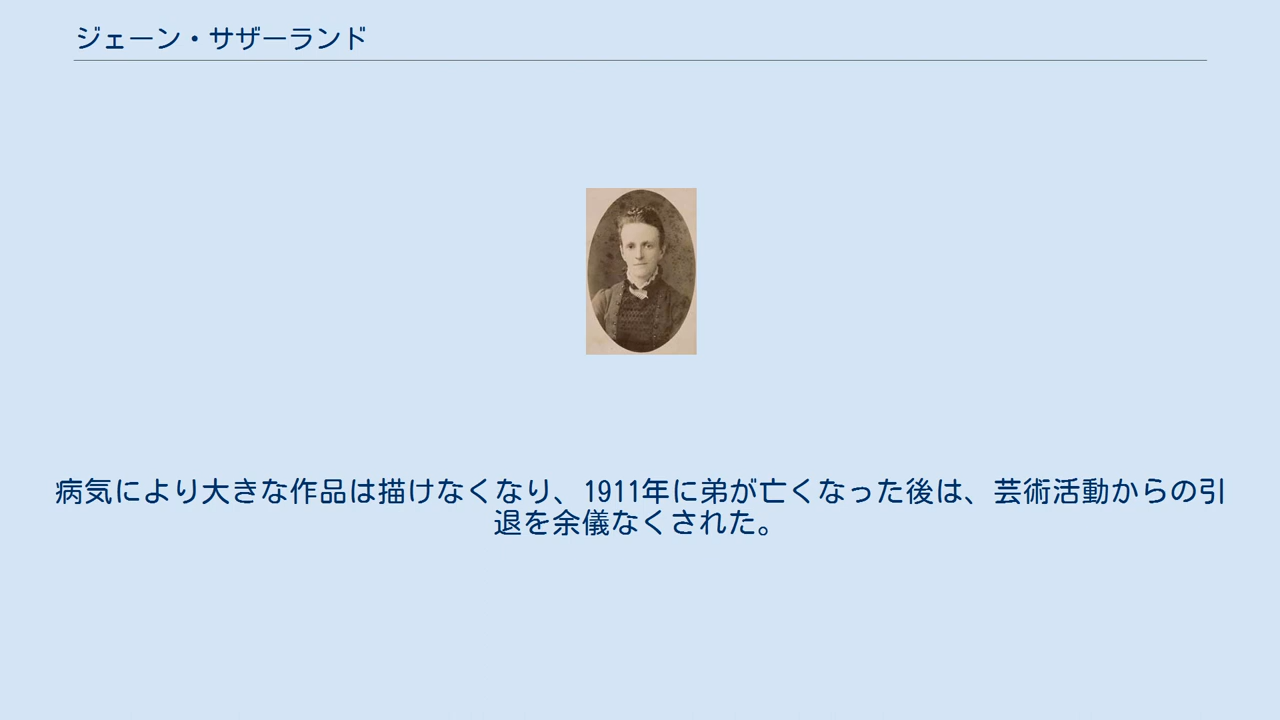 ジェーン・サザーランド
病気により大きな作品は描けなくなり、1911年に弟が亡くなった後は、芸術活動からの引
退を余儀なくされた。